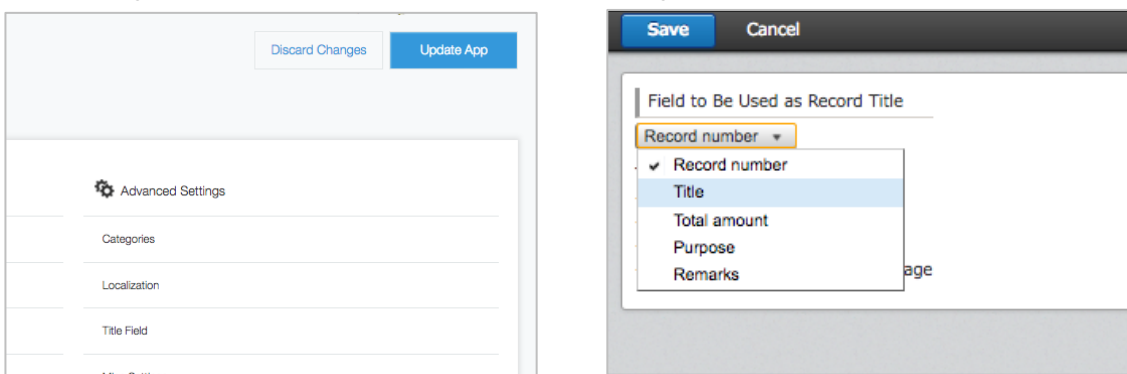 Discard Changes
Update App
Advanced Settings
Categories
Localization
Title Field
Save
Cancel
Field to Be Used as Record Title
Record number
Record number
Title
Total amount
Purpose
Remarks
age